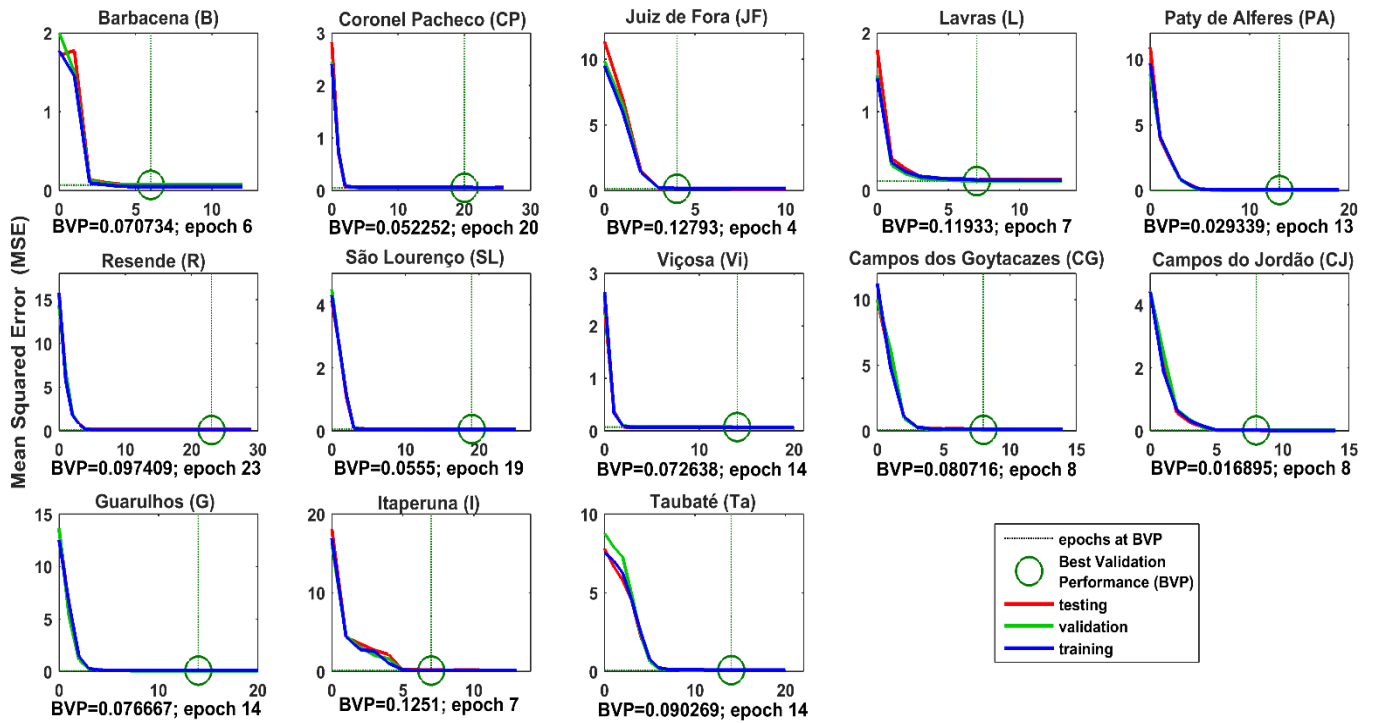 Mean Squared Error (MSE)
Barbacena (B)
2
1
0
0 5 10
BVP=0.070734; epoch 6
Coronel Pacheco (CP)
3
2
1
0
0 10 20 30
BVP=0.052252; epoch 20
Juiz de Fora (JF)
10
5
0
0 5 10
BVP=0.12793; epoch 4
Lavras (L)
2
1
0
0 5 10
BVP=0.11933; epoch 7
Paty de Alferes (PA)
10
5
0
0 10 20
BVP=0.029339; epoch 13
Resende (R)
15
10
5
0
0 10 20 30
BVP=0.097409; epoch 23
São Lourenço (SL)
4
2
0
0 10 20
BVP=0.0555; epoch 19
Viçosa (Vi)
3
2
1
0
0 5 10 15 20
BVP=0.072638; epoch 14
Campos dos Goytacazes (CG)
10
5
0
0 5 10 15
BVP=0.080716; epoch 8
Campos do Jordão (CJ)
4
2
0
0 5 10 15
BVP=0.016895; epoch 8
Guarulhos (G)
15
10
5
0
0 5 10 15 20
BVP=0.076667; epoch 14
Itaperuna (I)
20
10
0
0 5 10
BVP=0.1251; epoch 7
Taubaté (Ta)
10
5
0
0 10 20
BVP=0.090269; epoch 14
epochs at BVP
Best Validation
Performance (BVP)
testing
validation
training